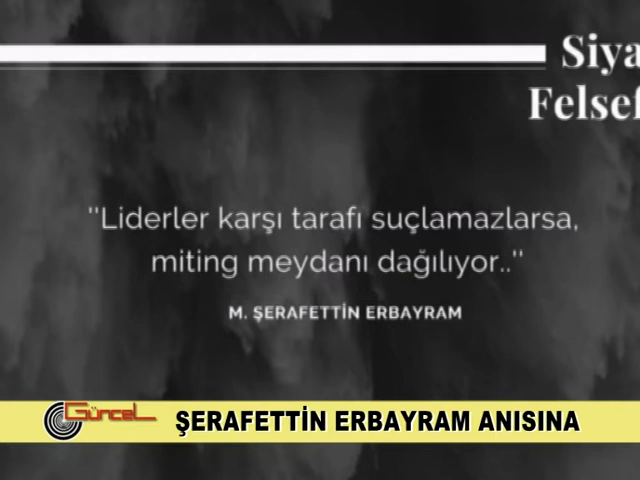 Siya
Felsef
"Liderler karşı tarafı suçlamazlarsa,
miting meydanı dağılıyor.."
M. ŞERAFETTİN ERBAYRAM
Gürcel ŞERAFETTİN ERBAYRAM ANISINA